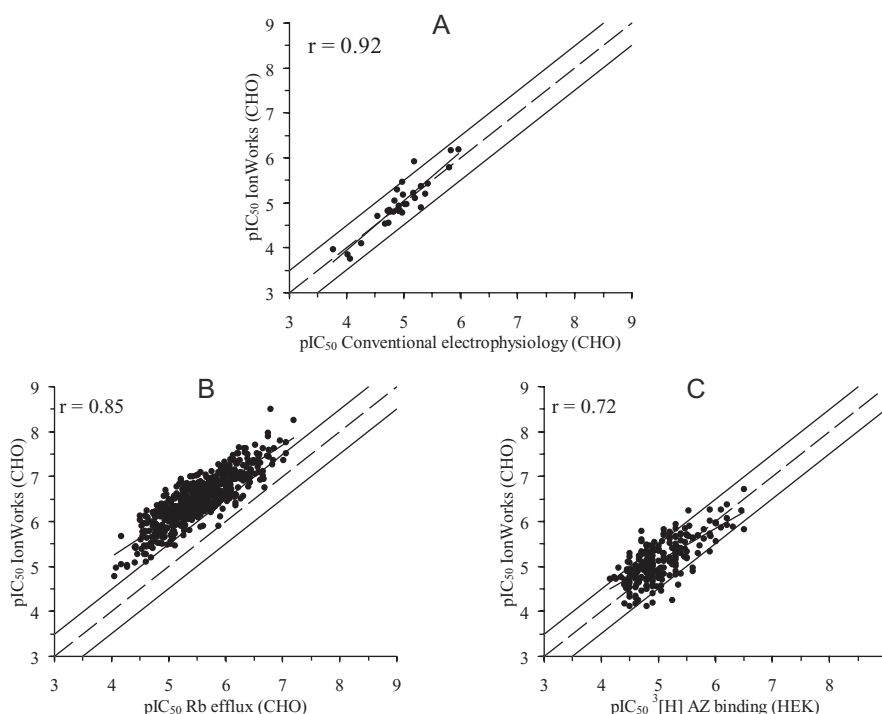 A
r = 0.92
9
8
7
6
5
4
3
pIC₅₀ IonWorks (CHO)
3 4 5 6 7 8 9
pIC₅₀ Conventional electrophysiology (CHO)
B
r = 0.85
9
8
7
6
5
4
3
pIC₅₀ IonWorks (CHO)
3 4 5 6 7 8 9
pIC₅₀ Rb efflux (CHO)
C
r = 0.72
9
8
7
6
5
4
3
pIC₅₀ IonWorks (CHO)
3 4 5 6 7 8
pIC₅₀ ³[H] AZ binding (HEK)